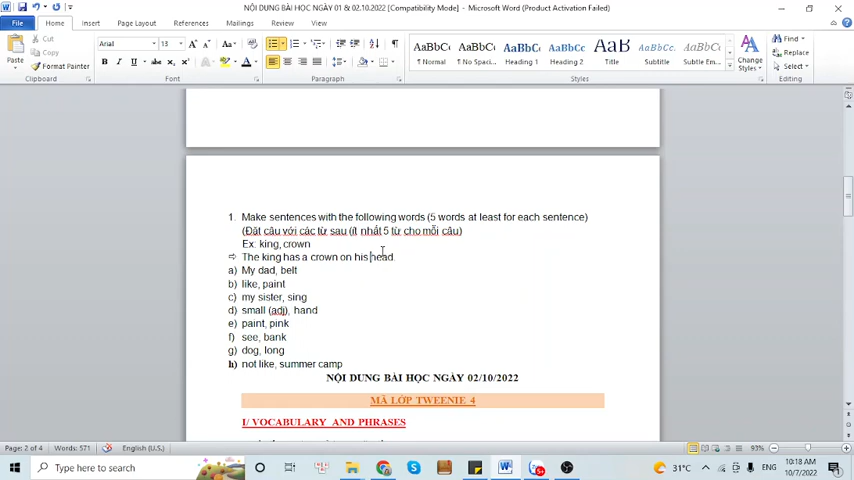 NỘI DUNG BÀI HỌC NGÀY 01 & 02.10.2022 [Compatibility Mode] - Microsoft Word (Product Activation Failed)
File Home Insert Page Layout References Mailings Review View
Cut
Copy
Format Painter
Paste
Arial 13
AaBbCc AaBbCc AaBbCc AaBbCc AaB AaBbCc AaBbCc
¶ Normal ¶ No Spaci... Heading 1 Heading 2 Title Subtitle Subtle Em...
Change Styles
Find
Replace
Select
Clipboard Font Paragraph Styles Editing
1. Make sentences with the following words (5 words at least for each sentence)
(Đặt câu với các từ sau (ít nhất 5 từ cho mỗi câu)
Ex: king, crown
⇨ The king has a crown on his head.
a) My dad, belt
b) like, paint
c) my sister, sing
d) small (adj), hand
e) paint, pink
f) see, bank
g) dog, long
h) not like, summer camp
NỘI DUNG BÀI HỌC NGÀY 02/10/2022
MÃ LỚP TWEENIE 4
I/ VOCABULARY AND PHRASES
Page: 2 of 4 Words: 571 English (U.S.) 93%
Type here to search
31°C ENG 10:18 AM
10/7/2022